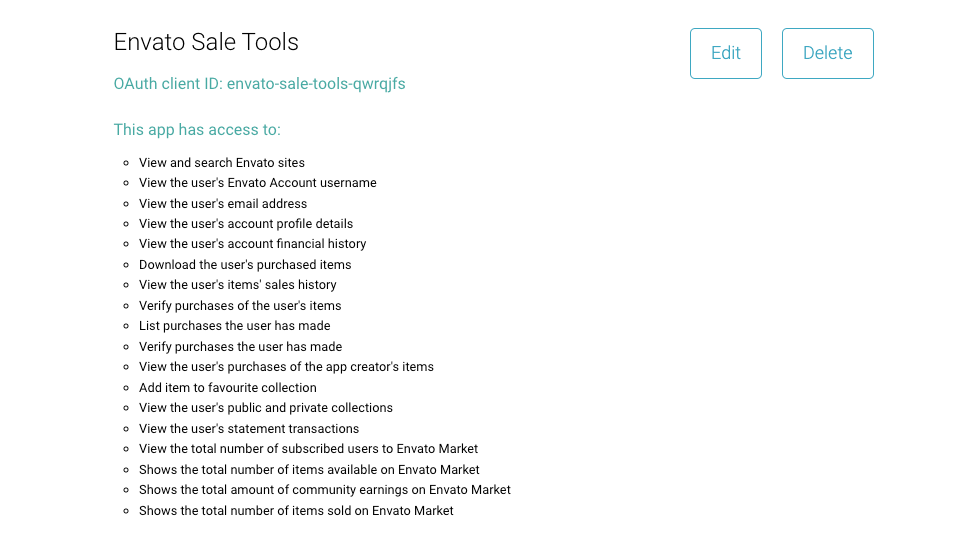 Envato Sale Tools
Edit
Delete
OAuth client ID: envato-sale-tools-qwrqjfs
This app has access to:
View and search Envato sites
View the user's Envato Account username
View the user's email address
View the user's account profile details
View the user's account financial history
Download the user's purchased items
View the user's items' sales history
Verify purchases of the user's items
List purchases the user has made
Verify purchases the user has made
View the user's purchases of the app creator's items
Add item to favourite collection
View the user's public and private collections
View the user's statement transactions
View the total number of subscribed users to Envato Market
Shows the total number of items available on Envato Market
Shows the total amount of community earnings on Envato Market
Shows the total number of items sold on Envato Market